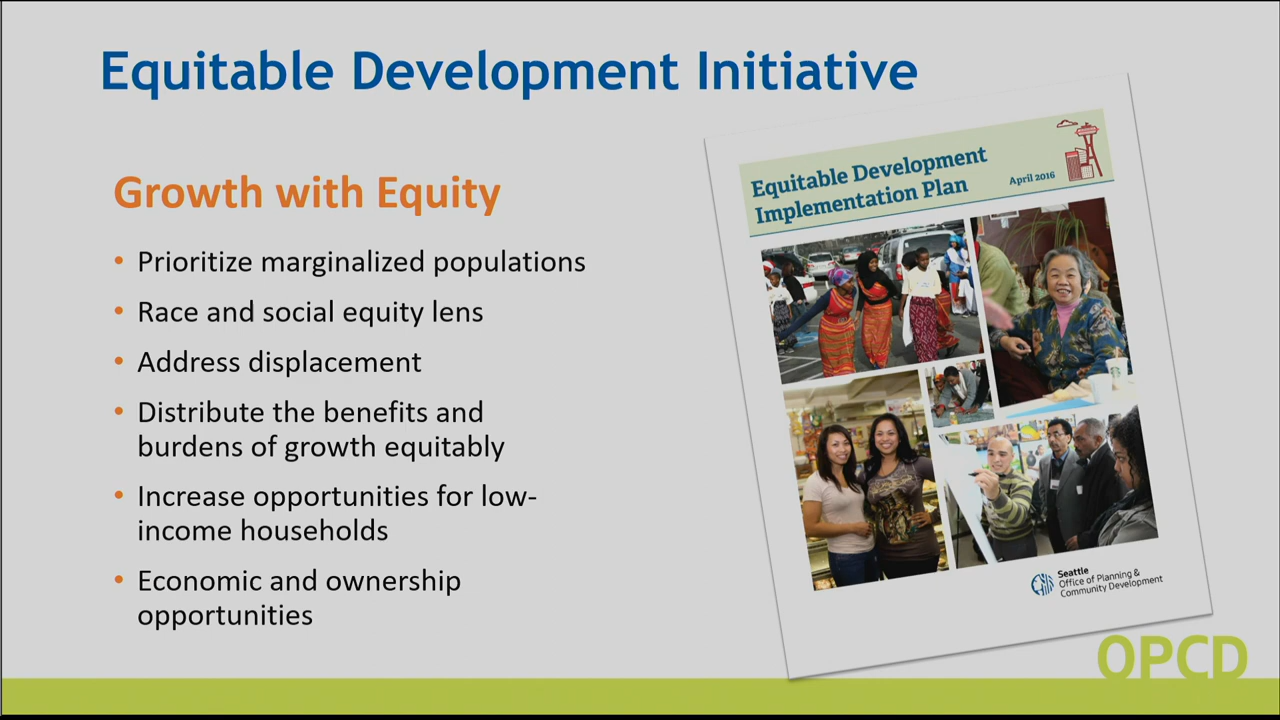 Equitable Development Initiative
Growth with Equity
• Prioritize marginalized populations
• Race and social equity lens
• Address displacement
• Distribute the benefits and
burdens of growth equitably
• Increase opportunities for low-
income households
• Economic and ownership
opportunities
Equitable Development
Implementation Plan
April 2016
Seattle
Office of Planning &
Community Development
OPCD